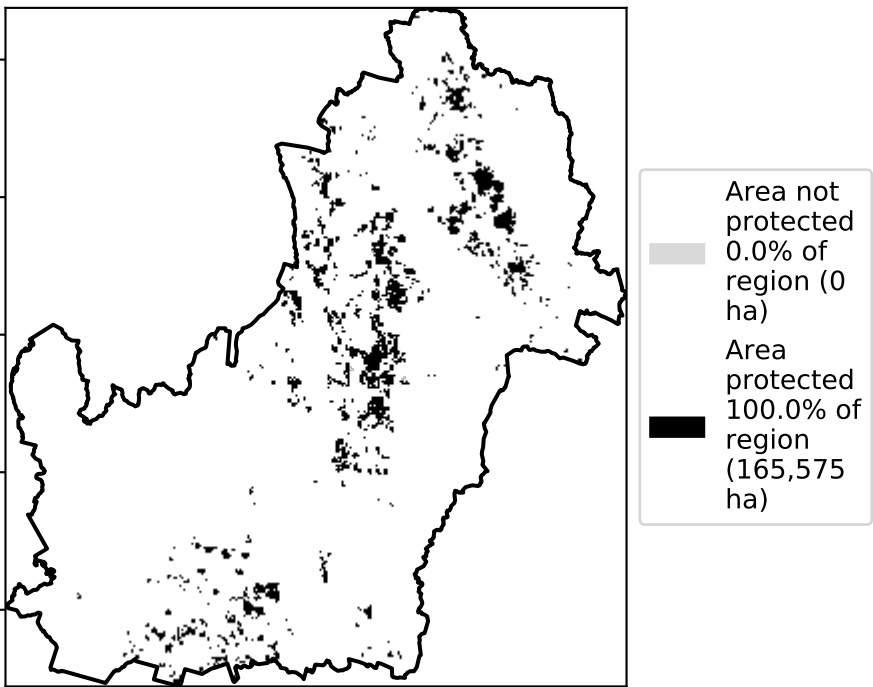 Area not
protected
0.0% of
region (0
ha)
Area
protected
100.0% of
region
(165,575
ha)